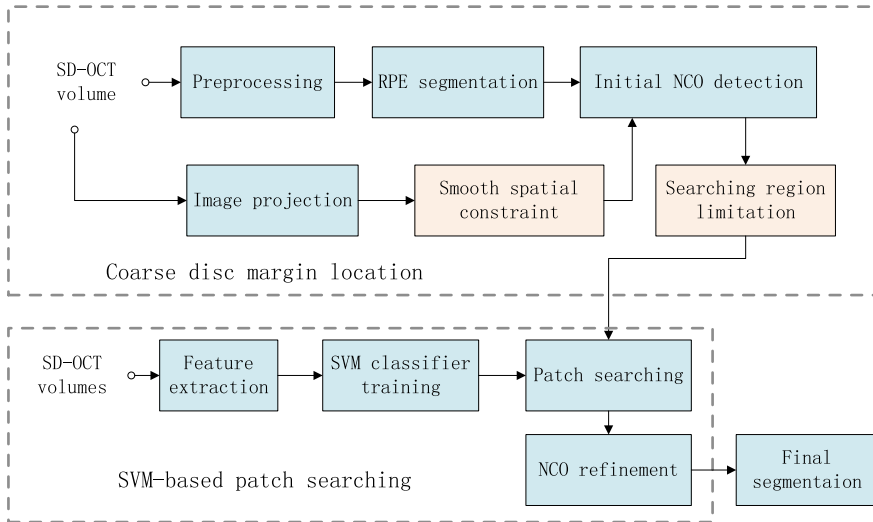 SD-OCT
volume
Preprocessing
RPE segmentation
Initial NCO detection
Image projection
Smooth spatial
constraint
Searching region
limitation
Coarse disc margin location
SD-OCT
volumes
Feature
extraction
SVM classifier
training
Patch searching
NCO refinement
Final
segmentaion
SVM-based patch searching